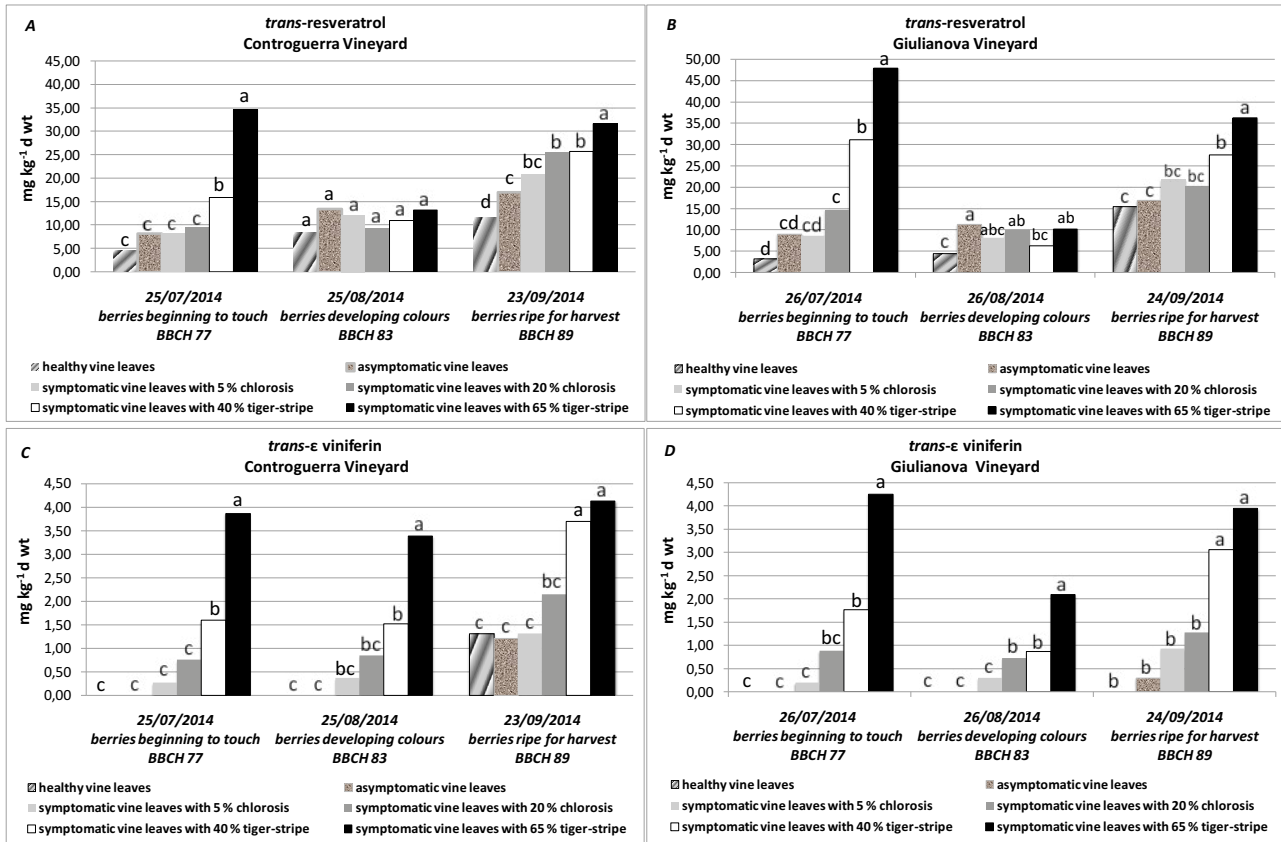 A
trans-resveratrol
Controguerra Vineyard
mg kg-1 d wt
50,00
45,00
40,00
35,00
30,00
25,00
20,00
15,00
10,00
5,00
0,00
c c c c b a
a a a a a a
d c bc b b a
25/07/2014 25/08/2014 23/09/2014
berries beginning to touch berries developing colours berries ripe for harvest
BBCH 77 BBCH 83 BBCH 89
healthy vine leaves asymptomatic vine leaves
symptomatic vine leaves with 5 % chlorosis symptomatic vine leaves with 20 % chlorosis
symptomatic vine leaves with 40 % tiger-stripe symptomatic vine leaves with 65 % tiger-stripe
B
trans-resveratrol
Giulianova Vineyard
mg kg-1 d wt
50,00
45,00
40,00
35,00
30,00
25,00
20,00
15,00
10,00
5,00
0,00
d cd cd c b a
c a abc ab bc ab
c c bc bc b a
26/07/2014 26/08/2014 24/09/2014
berries beginning to touch berries developing colours berries ripe for harvest
BBCH 77 BBCH 83 BBCH 89
healthy vine leaves asymptomatic vine leaves
symptomatic vine leaves with 5 % chlorosis symptomatic vine leaves with 20 % chlorosis
symptomatic vine leaves with 40 % tiger-stripe symptomatic vine leaves with 65 % tiger-stripe
C
trans-ε viniferin
Controguerra Vineyard
mg kg-1 d wt
4,50
4,00
3,50
3,00
2,50
2,00
1,50
1,00
0,50
0,00
c c c c b a
c c bc bc b a
c c c bc a a
25/07/2014 25/08/2014 23/09/2014
berries beginning to touch berries developing colours berries ripe for harvest
BBCH 77 BBCH 83 BBCH 89
healthy vine leaves asymptomatic vine leaves
symptomatic vine leaves with 5 % chlorosis symptomatic vine leaves with 20 % chlorosis
symptomatic vine leaves with 40 % tiger-stripe symptomatic vine leaves with 65 % tiger-stripe
D
trans-ε viniferin
Giulianova Vineyard
mg kg-1 d wt
4,50
4,00
3,50
3,00
2,50
2,00
1,50
1,00
0,50
0,00
c c c bc b a
c c c b b a
b b b b a a
26/07/2014 26/08/2014 24/09/2014
berries beginning to touch berries developing colours berries ripe for harvest
BBCH 77 BBCH 83 BBCH 89
healthy vine leaves asymptomatic vine leaves
symptomatic vine leaves with 5 % chlorosis symptomatic vine leaves with 20 % chlorosis
symptomatic vine leaves with 40 % tiger-stripe symptomatic vine leaves with 65 % tiger-stripe